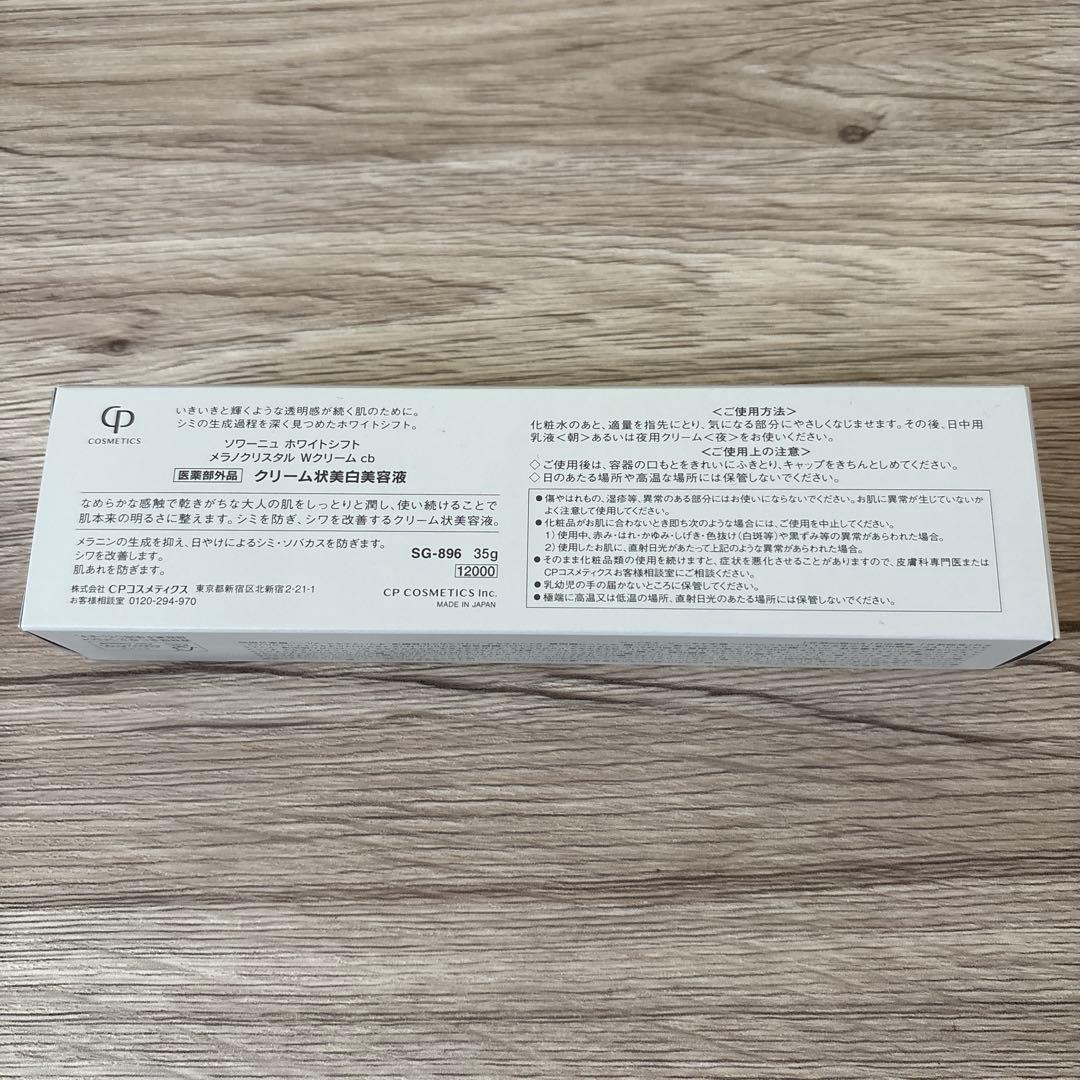 CP
COSMETICS
いきいきと輝くような透明感が続く肌のために。
シミの生成過程を深く見つめたホワイトシフト。
ソワーニュ ホワイトシフト
メラノクリスタル Wクリーム cb
医薬部外品 クリーム状美白美容液
なめらかな感触で乾きがちな大人の肌をしっとりと潤し、使い続けることで
肌本来の明るさに整えます。シミを防ぎ、シワを改善するクリーム状美容液。
メラニンの生成を抑え、日やけによるシミ・ソバカスを防ぎます。
シワを改善します。
肌あれを防ぎます。
SG-896 35g
12000
株式会社 CPコスメティクス 東京都新宿区北新宿2-21-1
お客様相談室 0120-294-970
CP COSMETICS Inc.
MADE IN JAPAN
<ご使用方法>
化粧水のあと、適量を指先にとり、気になる部分にやさしくなじませます。その後、日中用
乳液<朝>あるいは夜用クリーム<夜>をお使いください。
<ご使用上の注意>
◇ご使用後は、容器の口もとをきれいにふきとり、キャップをきちんとしめてください。
◇日のあたる場所や高温な場所には保管しないでください。
●傷やはれもの、湿疹等、異常のある部分にはお使いにならないでください。お肌に異常が生じていないか
よく注意して使用してください。
●化粧品がお肌に合わないとき即ち次のような場合には、ご使用を中止してください。
1)使用中、赤み・はれ・かゆみ・しげき・色抜け(白斑等)や黒ずみ等の異常があらわれた場合。
2)使用したお肌に、直射日光があたって上記のような異常があらわれた場合。
●そのまま化粧品類の使用を続けますと、症状を悪化させることがありますので、皮膚科専門医または
CPコスメティクスお客様相談室にご相談ください。
●乳幼児の手の届かないところに保管してください。
●極端に高温又は低温の場所、直射日光のあたる場所には保管しないでください。